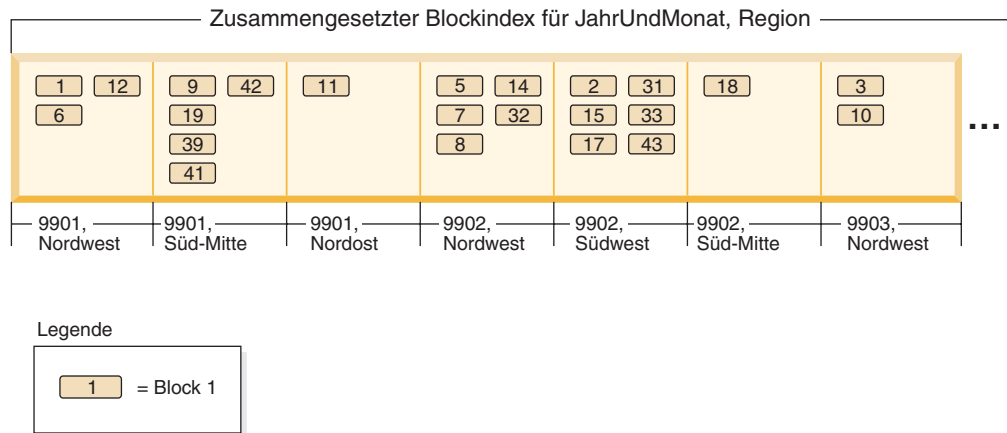 Zusammengesetzter Blockindex für JahrUndMonat, Region
1 12
6
9 42
19
39
41
11
5 14
7 32
8
2 31
15 33
17 43
18
3
10
...
9901,
Nordwest
9901,
Süd-Mitte
9901,
Nordost
9902,
Nordwest
9902,
Südwest
9902,
Süd-Mitte
9903,
Nordwest
Legende
1 = Block 1